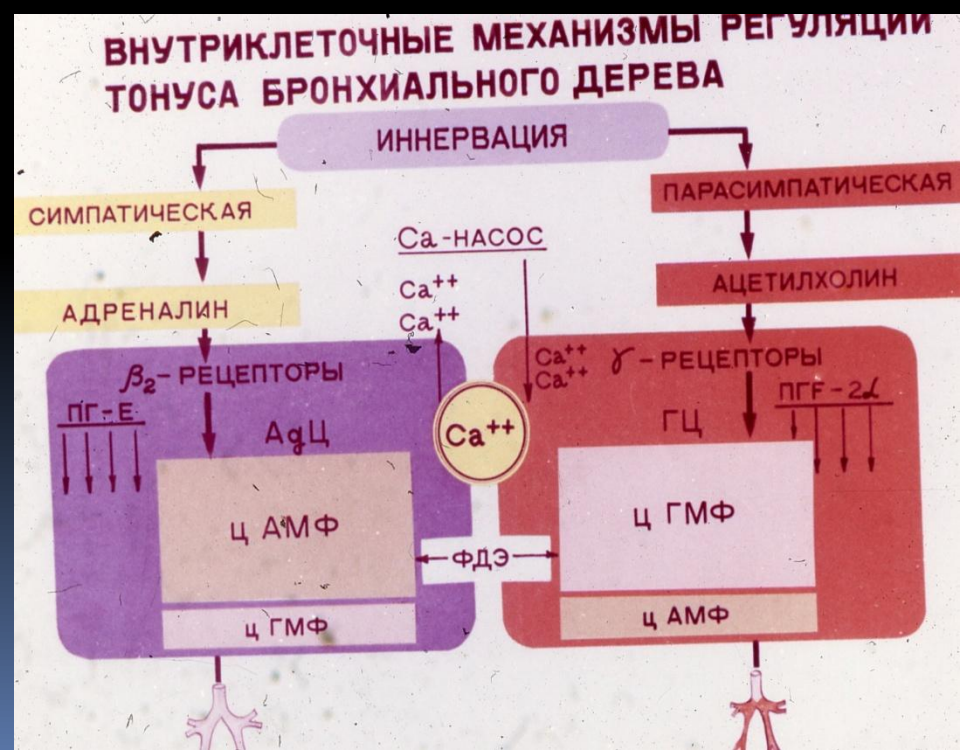 ВНУТРИКЛЕТОЧНЫЕ МЕХАНИЗМЫ РЕГУЛЯЦИИ
ТОНУСА БРОНХИАЛЬНОГО ДЕРЕВА
ИННЕРВАЦИЯ
СИМПАТИЧЕСКАЯ
ПАРАСИМПАТИЧЕСКАЯ
Ca-НАСОС
АДРЕНАЛИН
АЦЕТИЛХОЛИН
Ca++
Ca++
β2-РЕЦЕПТОРЫ
Ca++
Ca++
γ-РЕЦЕПТОРЫ
ПГ-Е
АдЦ
Ca++
ГЦ
ПГF-2α
ц АМФ
ц ГМФ
ФДЭ
ц ГМФ
ц АМФ